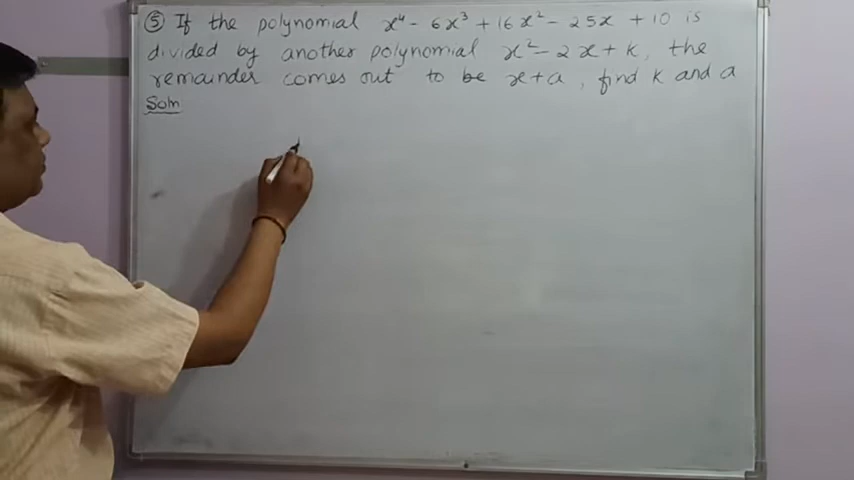 ⑤ If the polynomial x⁴ - 6x³ + 16x² - 25x + 10 is
divided by another polynomial x² - 2x + k, the
remainder comes out to be x + a, find k and a
Soln